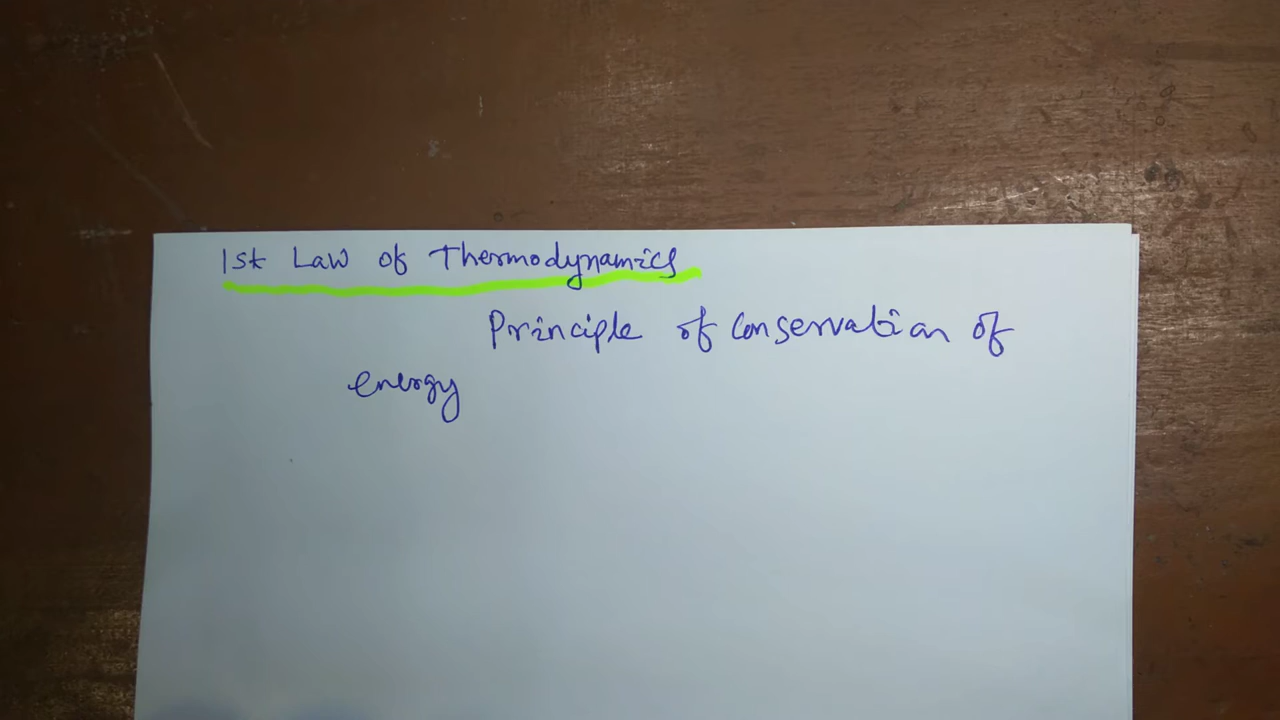 1st Law of Thermodynamics
Principle of conservation of
energy